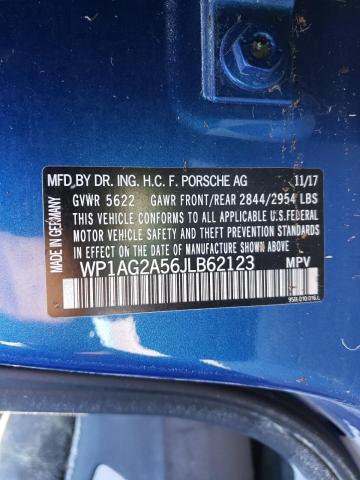 MFD BY DR. ING. H.C. F. PORSCHE AG 11/17
GVWR 5622 GAWR FRONT/REAR 2844/2954 LBS
THIS VEHICLE CONFORMS TO ALL APPLICABLE U.S. FEDERAL
MOTOR VEHICLE SAFETY, BUMPER, AND THEFT PREVENTION STANDARDS
IN EFFECT ON THE DATE OF MANUFACTURE SHOWN ABOVE
WP1AG2A56JLB62123 MPV
MADE IN GERMANY